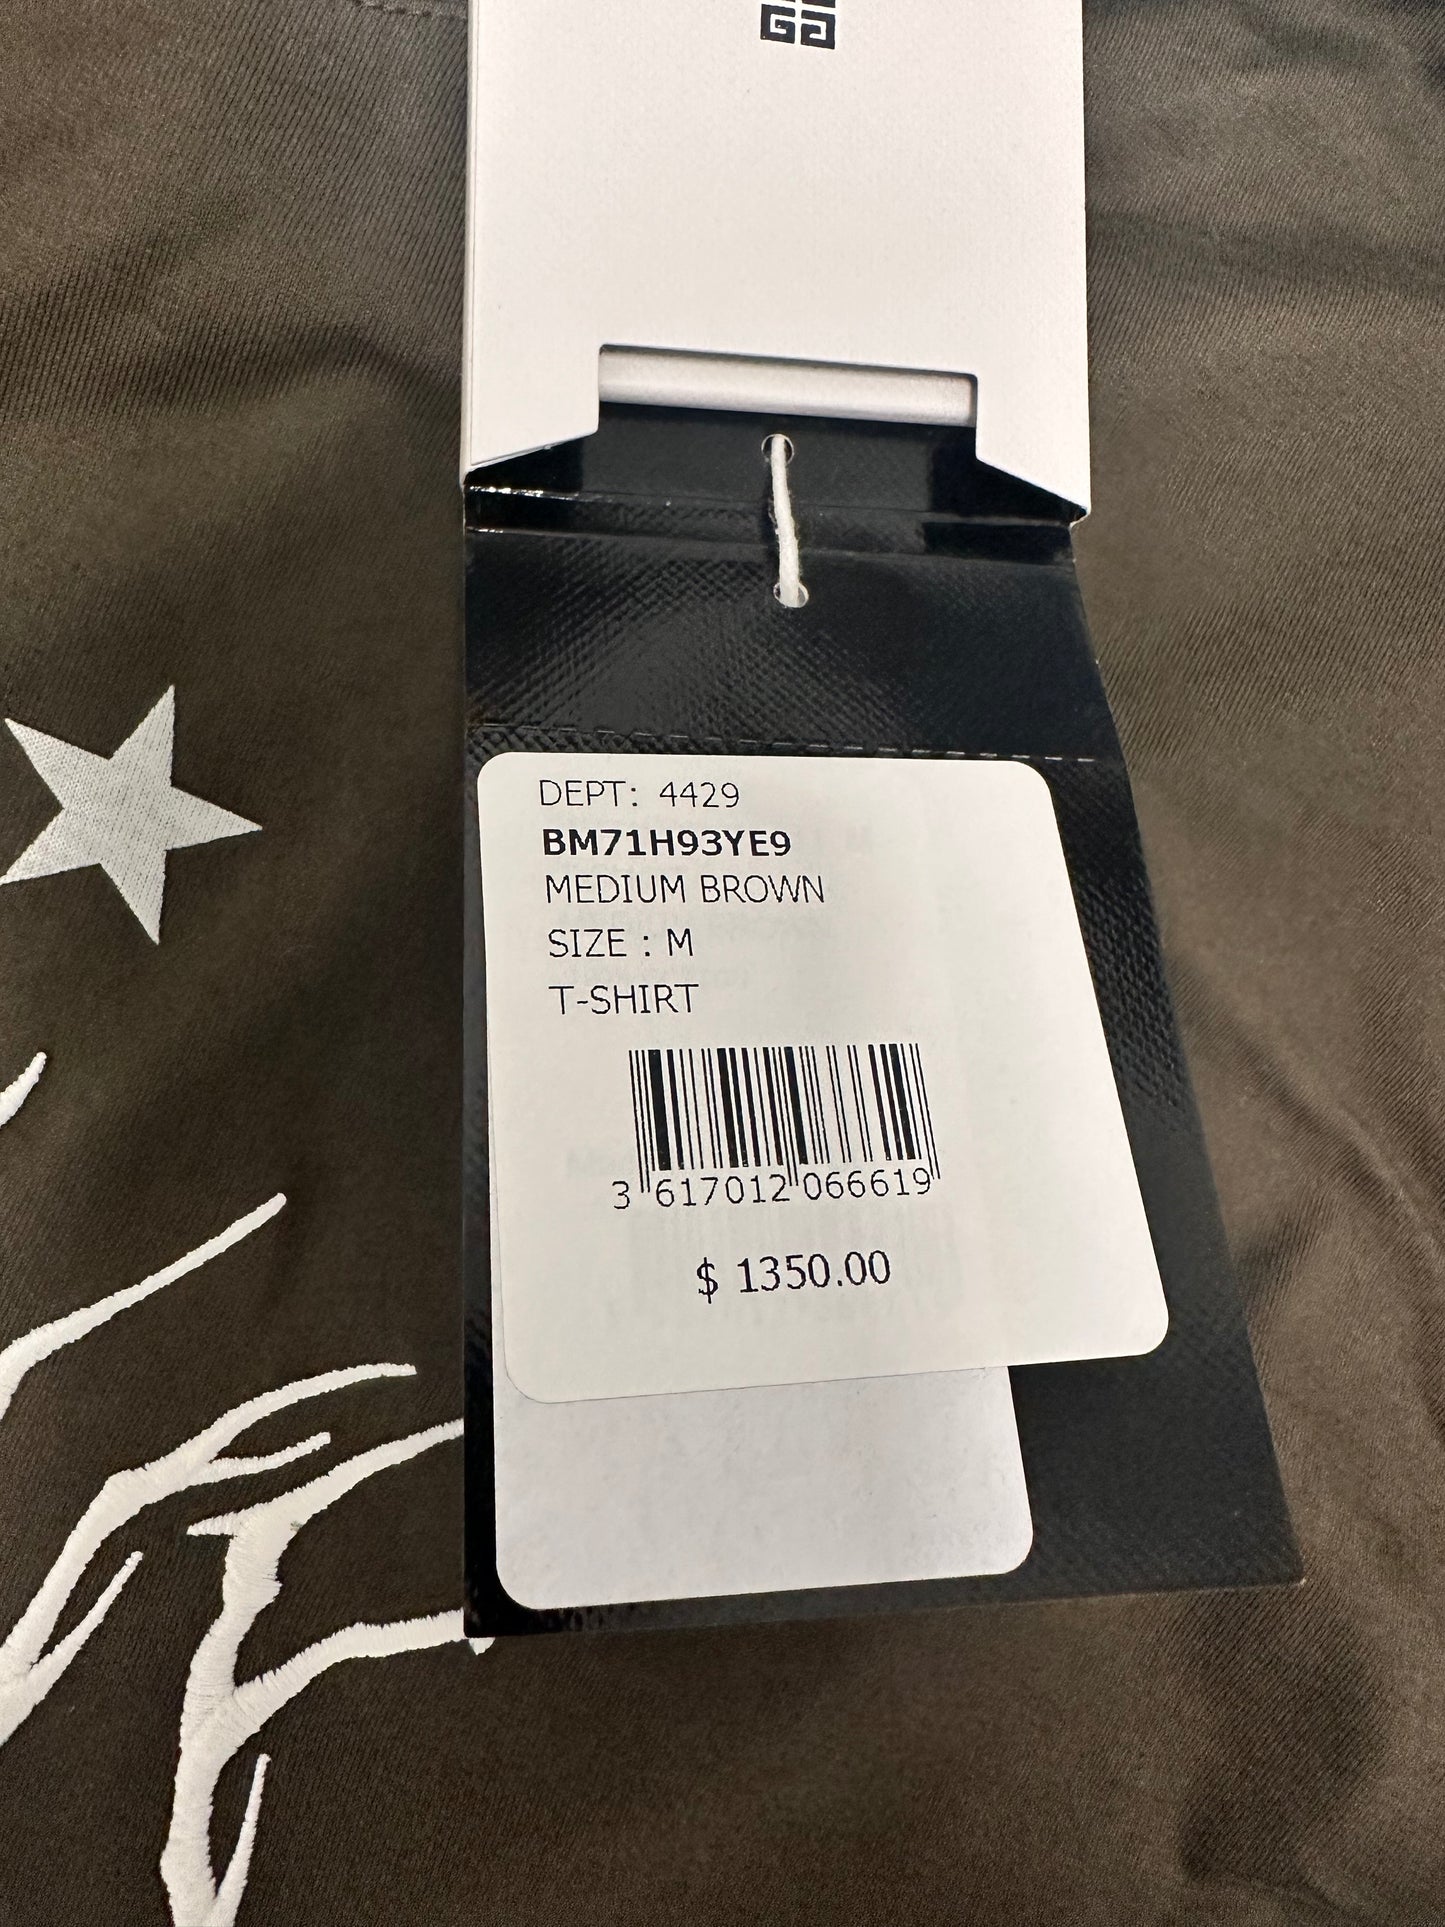 DEPT: 4429
BM71H93YE9
MEDIUM BROWN
SIZE : M
T-SHIRT
3 617012 066619
$ 1350.00